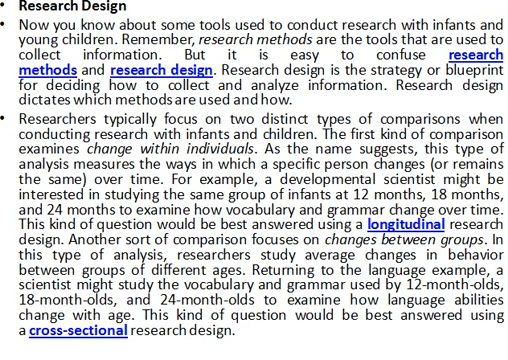 • Research Design
• Now you know about some tools used to conduct research with infants and
young children. Remember, research methods are the tools that are used to
collect information. But it is easy to confuse research
methods and research design. Research design is the strategy or blueprint
for deciding how to collect and analyze information. Research design
dictates which methods are used and how.
• Researchers typically focus on two distinct types of comparisons when
conducting research with infants and children. The first kind of comparison
examines change within individuals. As the name suggests, this type of
analysis measures the ways in which a specific person changes (or remains
the same) over time. For example, a developmental scientist might be
interested in studying the same group of infants at 12 months, 18 months,
and 24 months to examine how vocabulary and grammar change over time.
This kind of question would be best answered using a longitudinal research
design. Another sort of comparison focuses on changes between groups. In
this type of analysis, researchers study average changes in behavior
between groups of different ages. Returning to the language example, a
scientist might study the vocabulary and grammar used by 12-month-olds,
18-month-olds, and 24-month-olds to examine how language abilities
change with age. This kind of question would be best answered using
a cross-sectional research design.